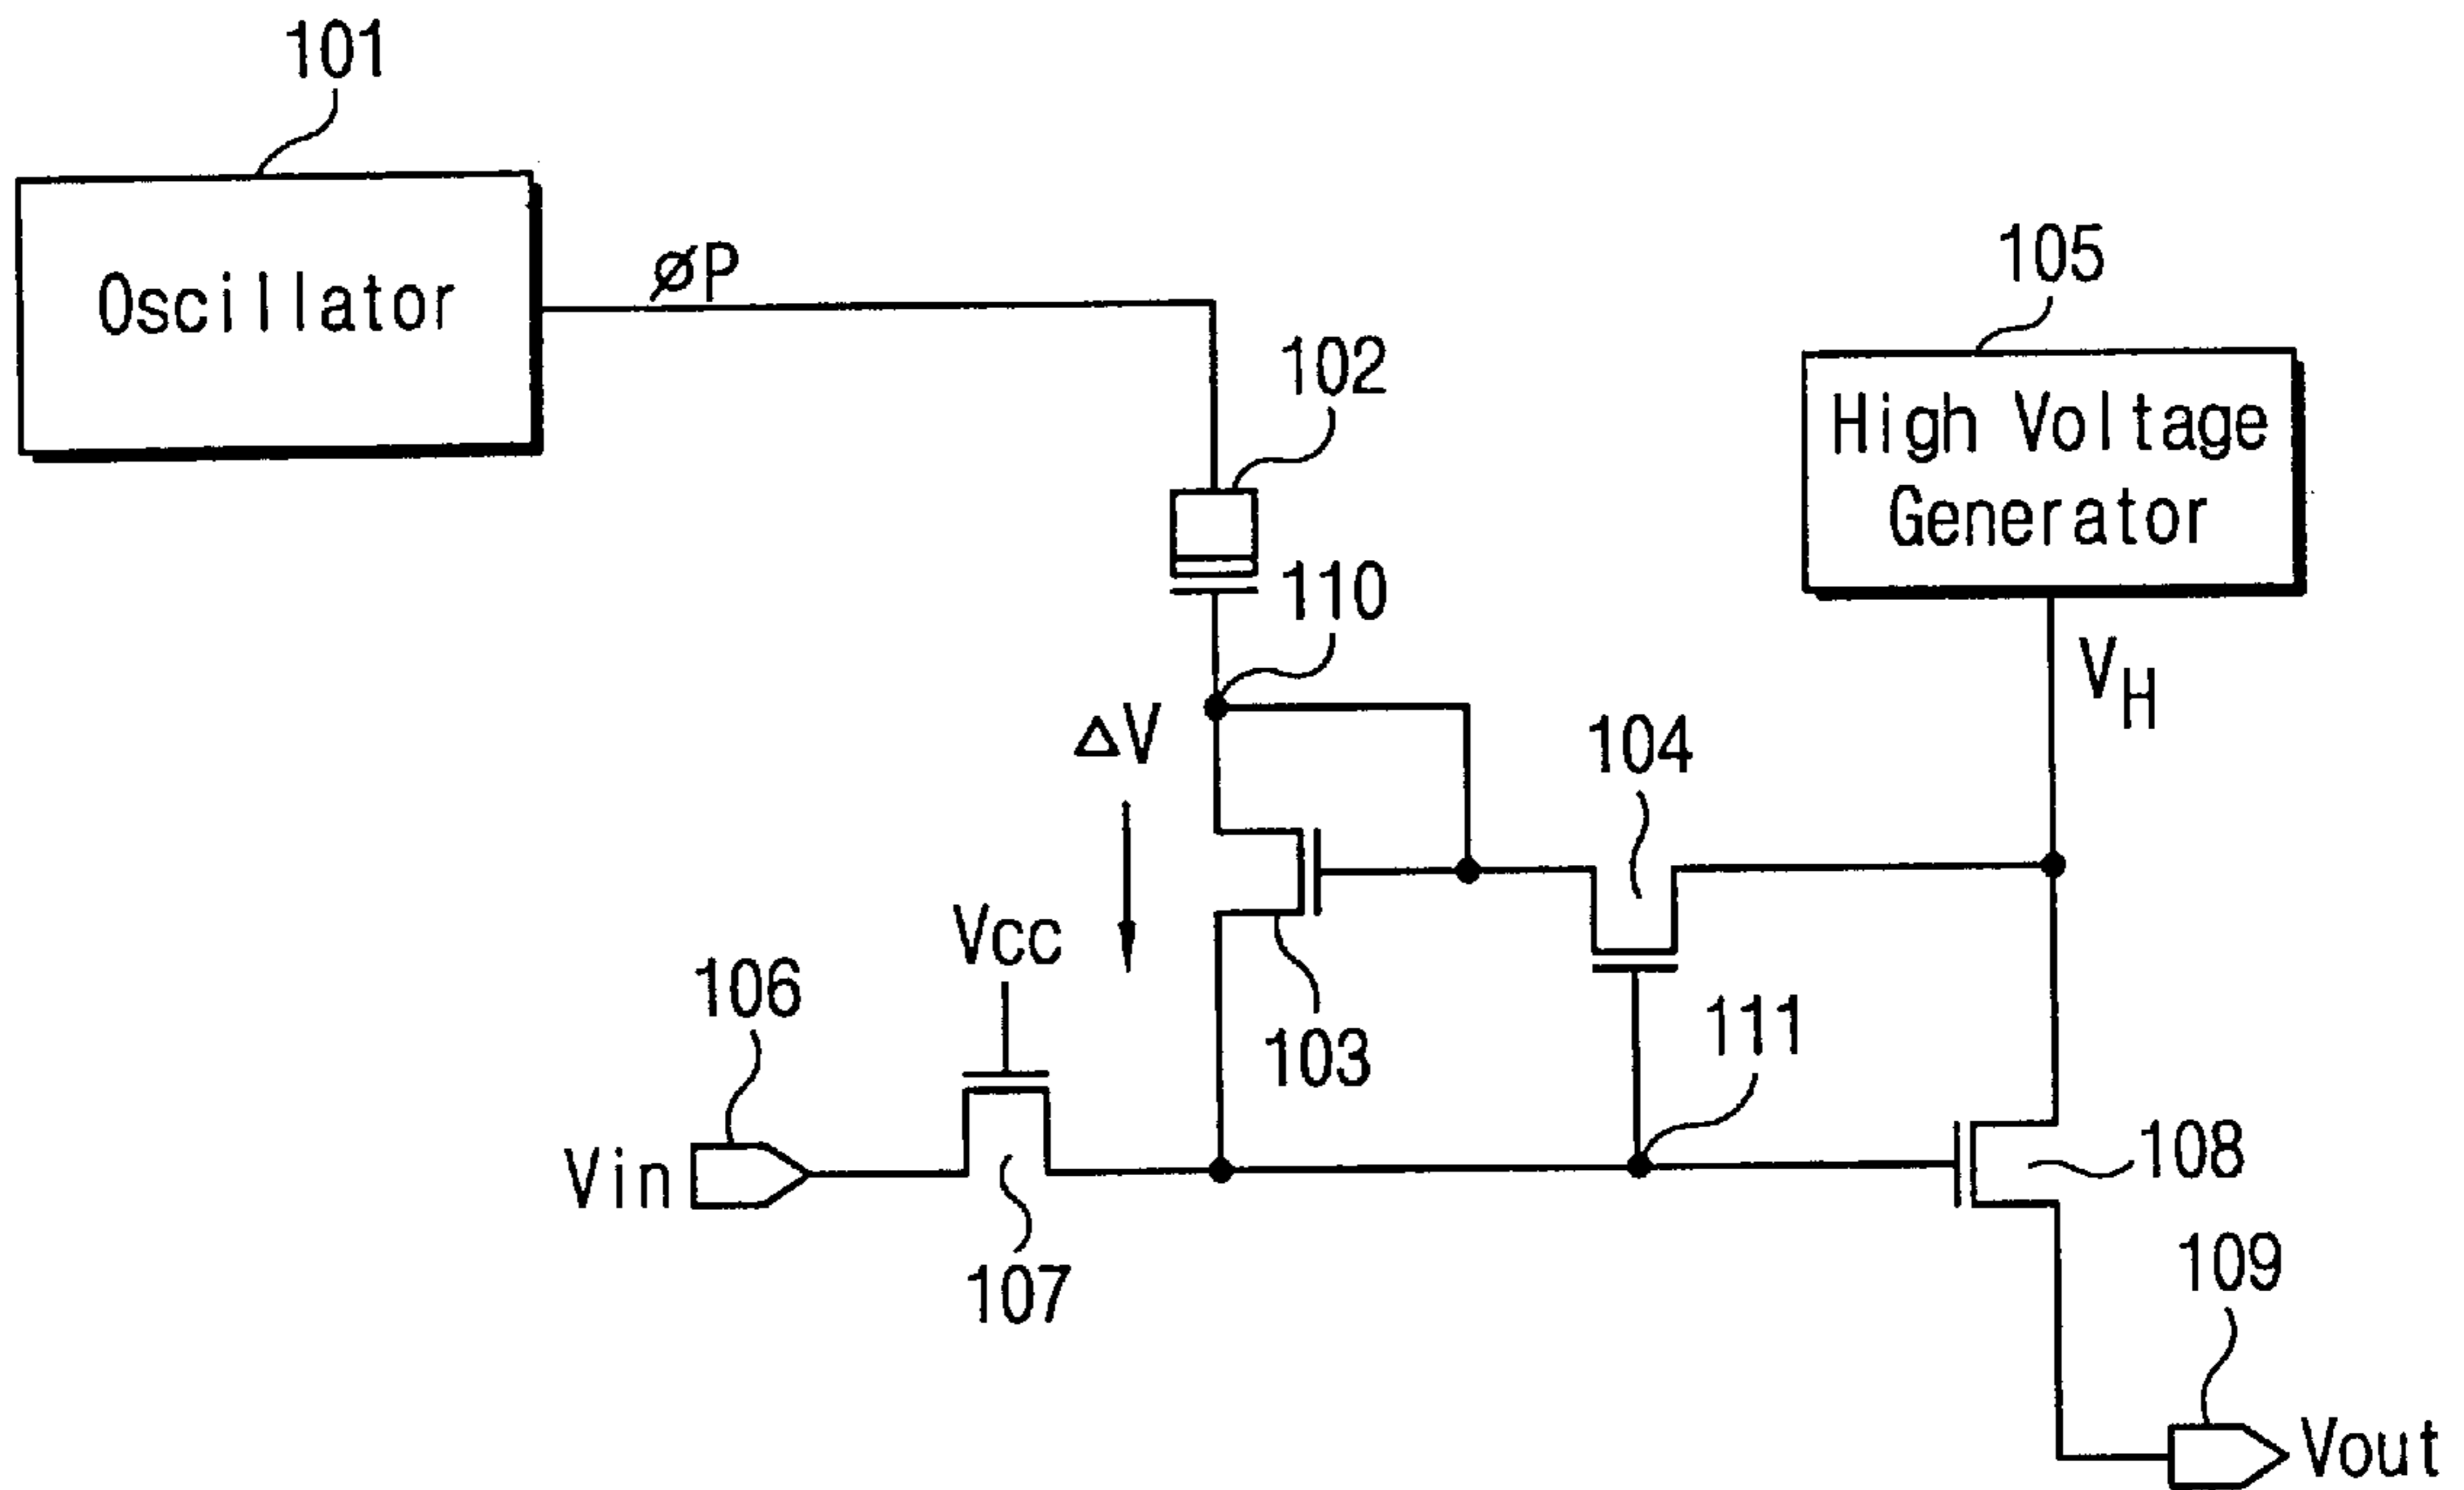 101
Oscillator
øP
105
High Voltage
Generator
102
110
VH
ΔV
104
Vcc
106
103
111
Vin
108
107
109
Vout